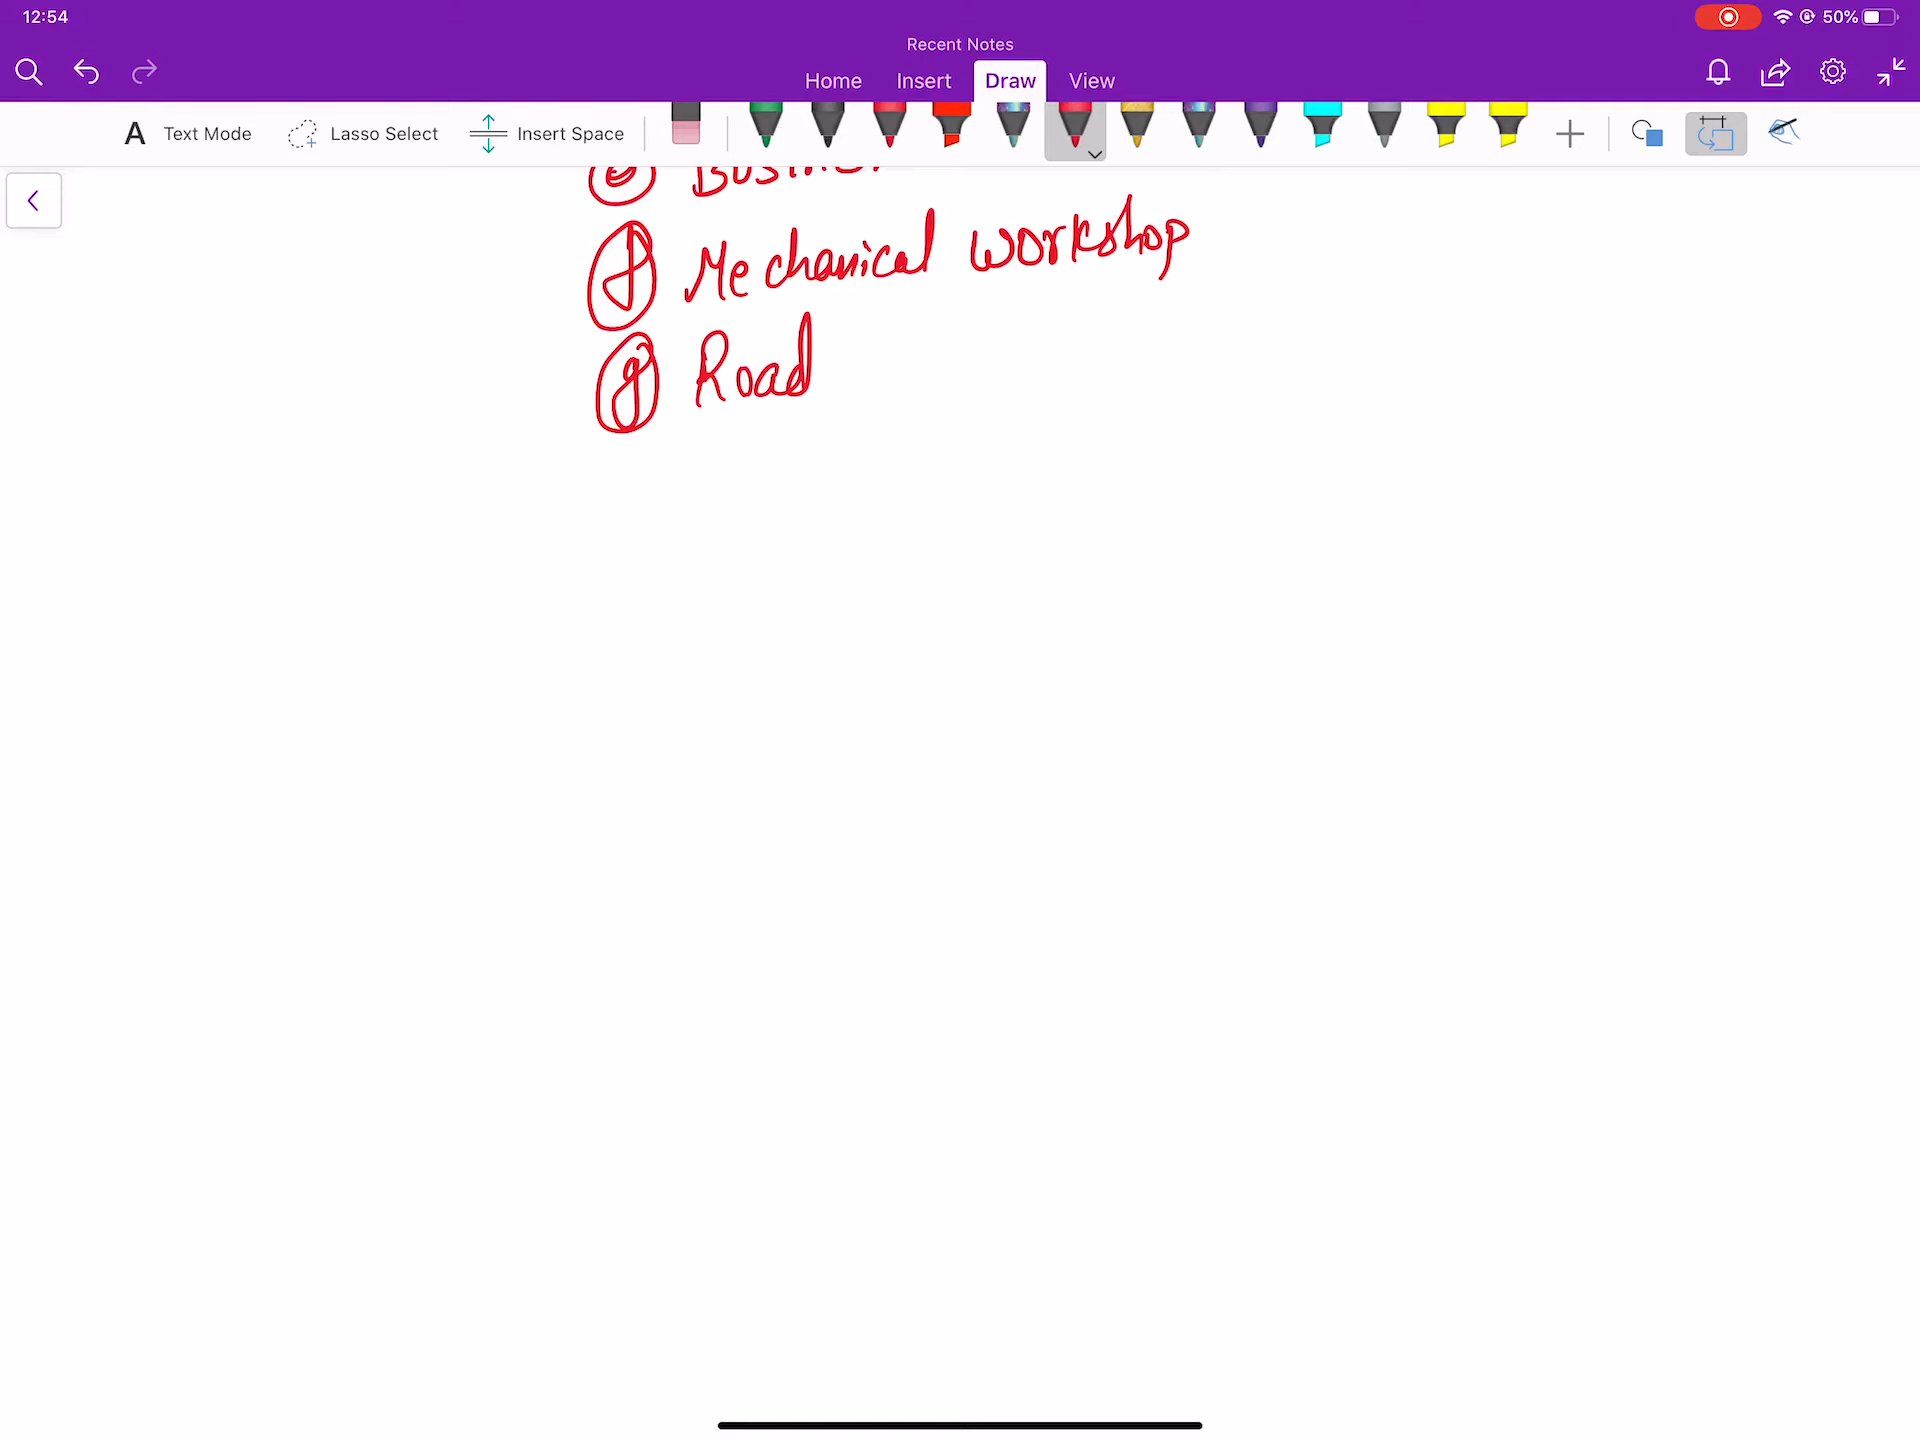 12:54
50%
Recent Notes
Home Insert Draw View
A Text Mode Lasso Select Insert Space
f Mechanical workshop
g Road